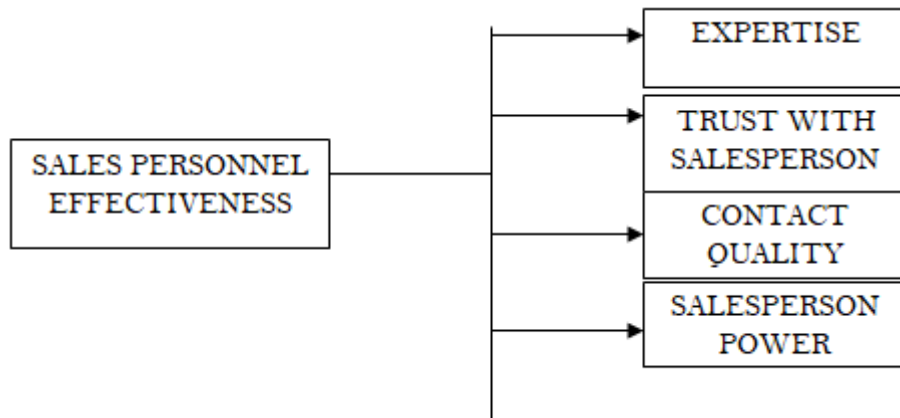 EXPERTISE
TRUST WITH
SALESPERSON
SALES PERSONNEL
EFFECTIVENESS
CONTACT
QUALITY
SALESPERSON
POWER